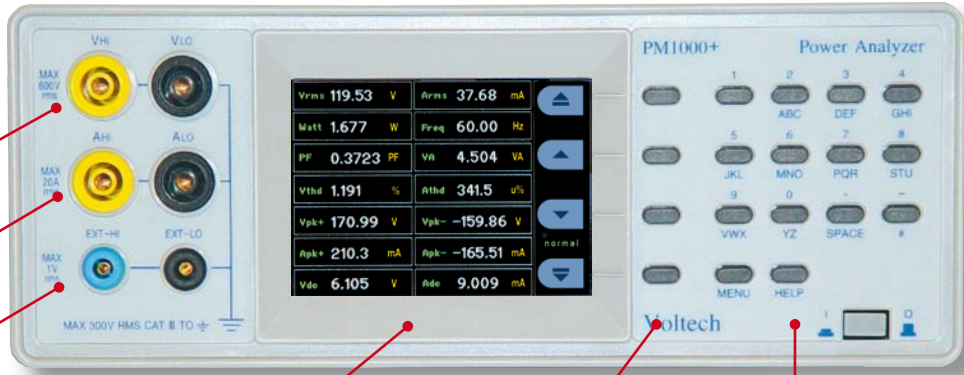 VHI VLO
MAX
600V
rms
AHI ALO
MAX
20A
rms
EXT-HI EXT-LO
MAX
1V
rms
MAX 300V RMS CAT III TO
Vrms 119.53 V Arms 37.68 mA
Watt 1.677 W Freq 60.00 Hz
PF 0.3723 PF VA 4.504 VA
Vthd 1.191 % Athd 341.5 u%
Vpk+ 170.99 V Vpk- -159.86 V
Apk+ 210.3 mA Apk- -165.51 mA
Vdc 6.105 V Adc 9.009 mA
normal
PM1000+ Power Analyzer
1 2 3 4
ABC DEF GHI
5 6 7 8
JKL MNO PQR STU
9 0 . -
VWX YZ SPACE #
MENU HELP
Voltech
I O